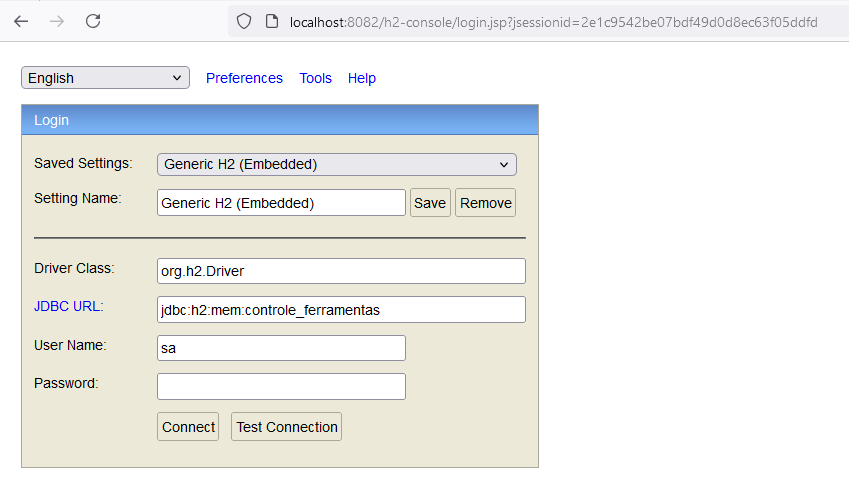 localhost:8082/h2-console/login.jsp?jsessionid=2e1c9542be07bdf49d0d8ec63f05ddfd
English Preferences Tools Help
Login
Saved Settings: Generic H2 (Embedded)
Setting Name: Generic H2 (Embedded) Save Remove
Driver Class: org.h2.Driver
JDBC URL: jdbc:h2:mem:controle_ferramentas
User Name: sa
Password:
Connect Test Connection